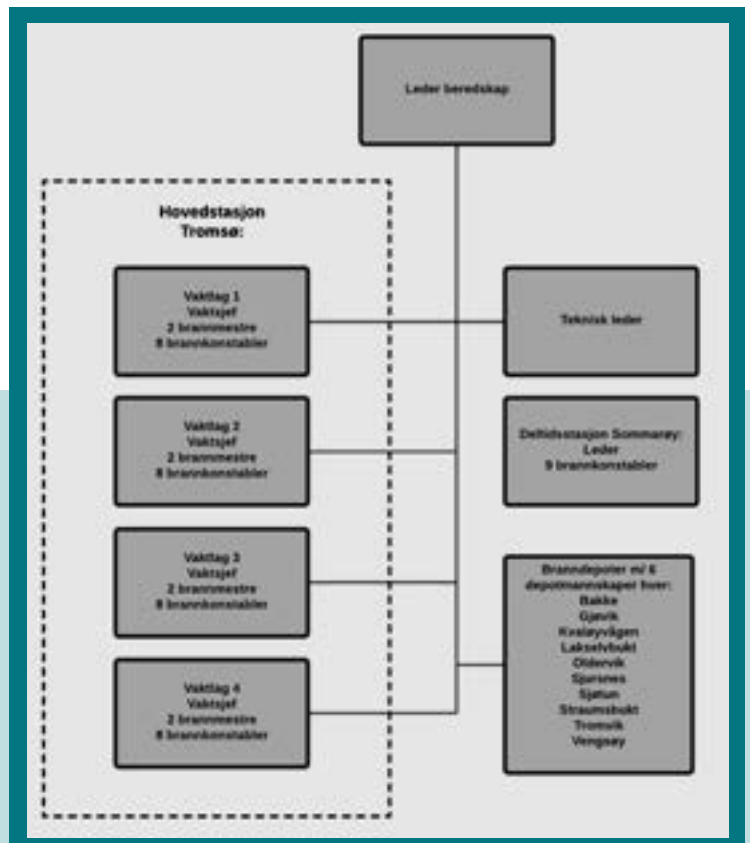 Leder beredskap
Hovedstasjon
Tromsø:
Vaktlag 1
Vaktsjef
2 brannmestre
8 brannkonstabler
Teknisk leder
Vaktlag 2
Vaktsjef
2 brannmestre
8 brannkonstabler
Deltidsstasjon Sommarøy:
Leder
9 brannkonstabler
Vaktlag 3
Vaktsjef
2 brannmestre
8 brannkonstabler
Branndepoter m/ 6
depotmannskaper hver:
Bakke
Gjøvik
Kvaløyvågen
Lakselvbukt
Oldervik
Sjursnes
Sjøtun
Straumsbukt
Tromvik
Vengsøy
Vaktlag 4
Vaktsjef
2 brannmestre
8 brannkonstabler